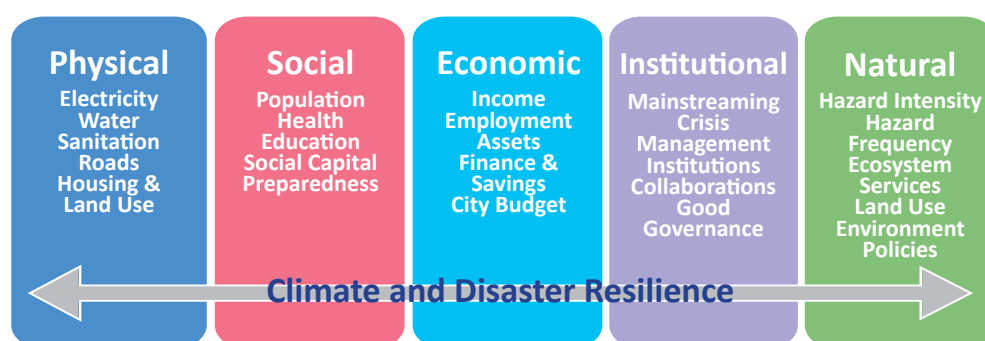 Physical
Electricity
Water
Sanitation
Roads
Housing &
Land Use
Social
Population
Health
Education
Social Capital
Preparedness
Economic
Income
Employment
Assets
Finance &
Savings
City Budget
Institutional
Mainstreaming
Crisis
Management
Institutions
Collaborations
Good
Governance
Natural
Hazard Intensity
Hazard
Frequency
Ecosystem
Services
Land Use
Environment
Policies
Climate and Disaster Resilience